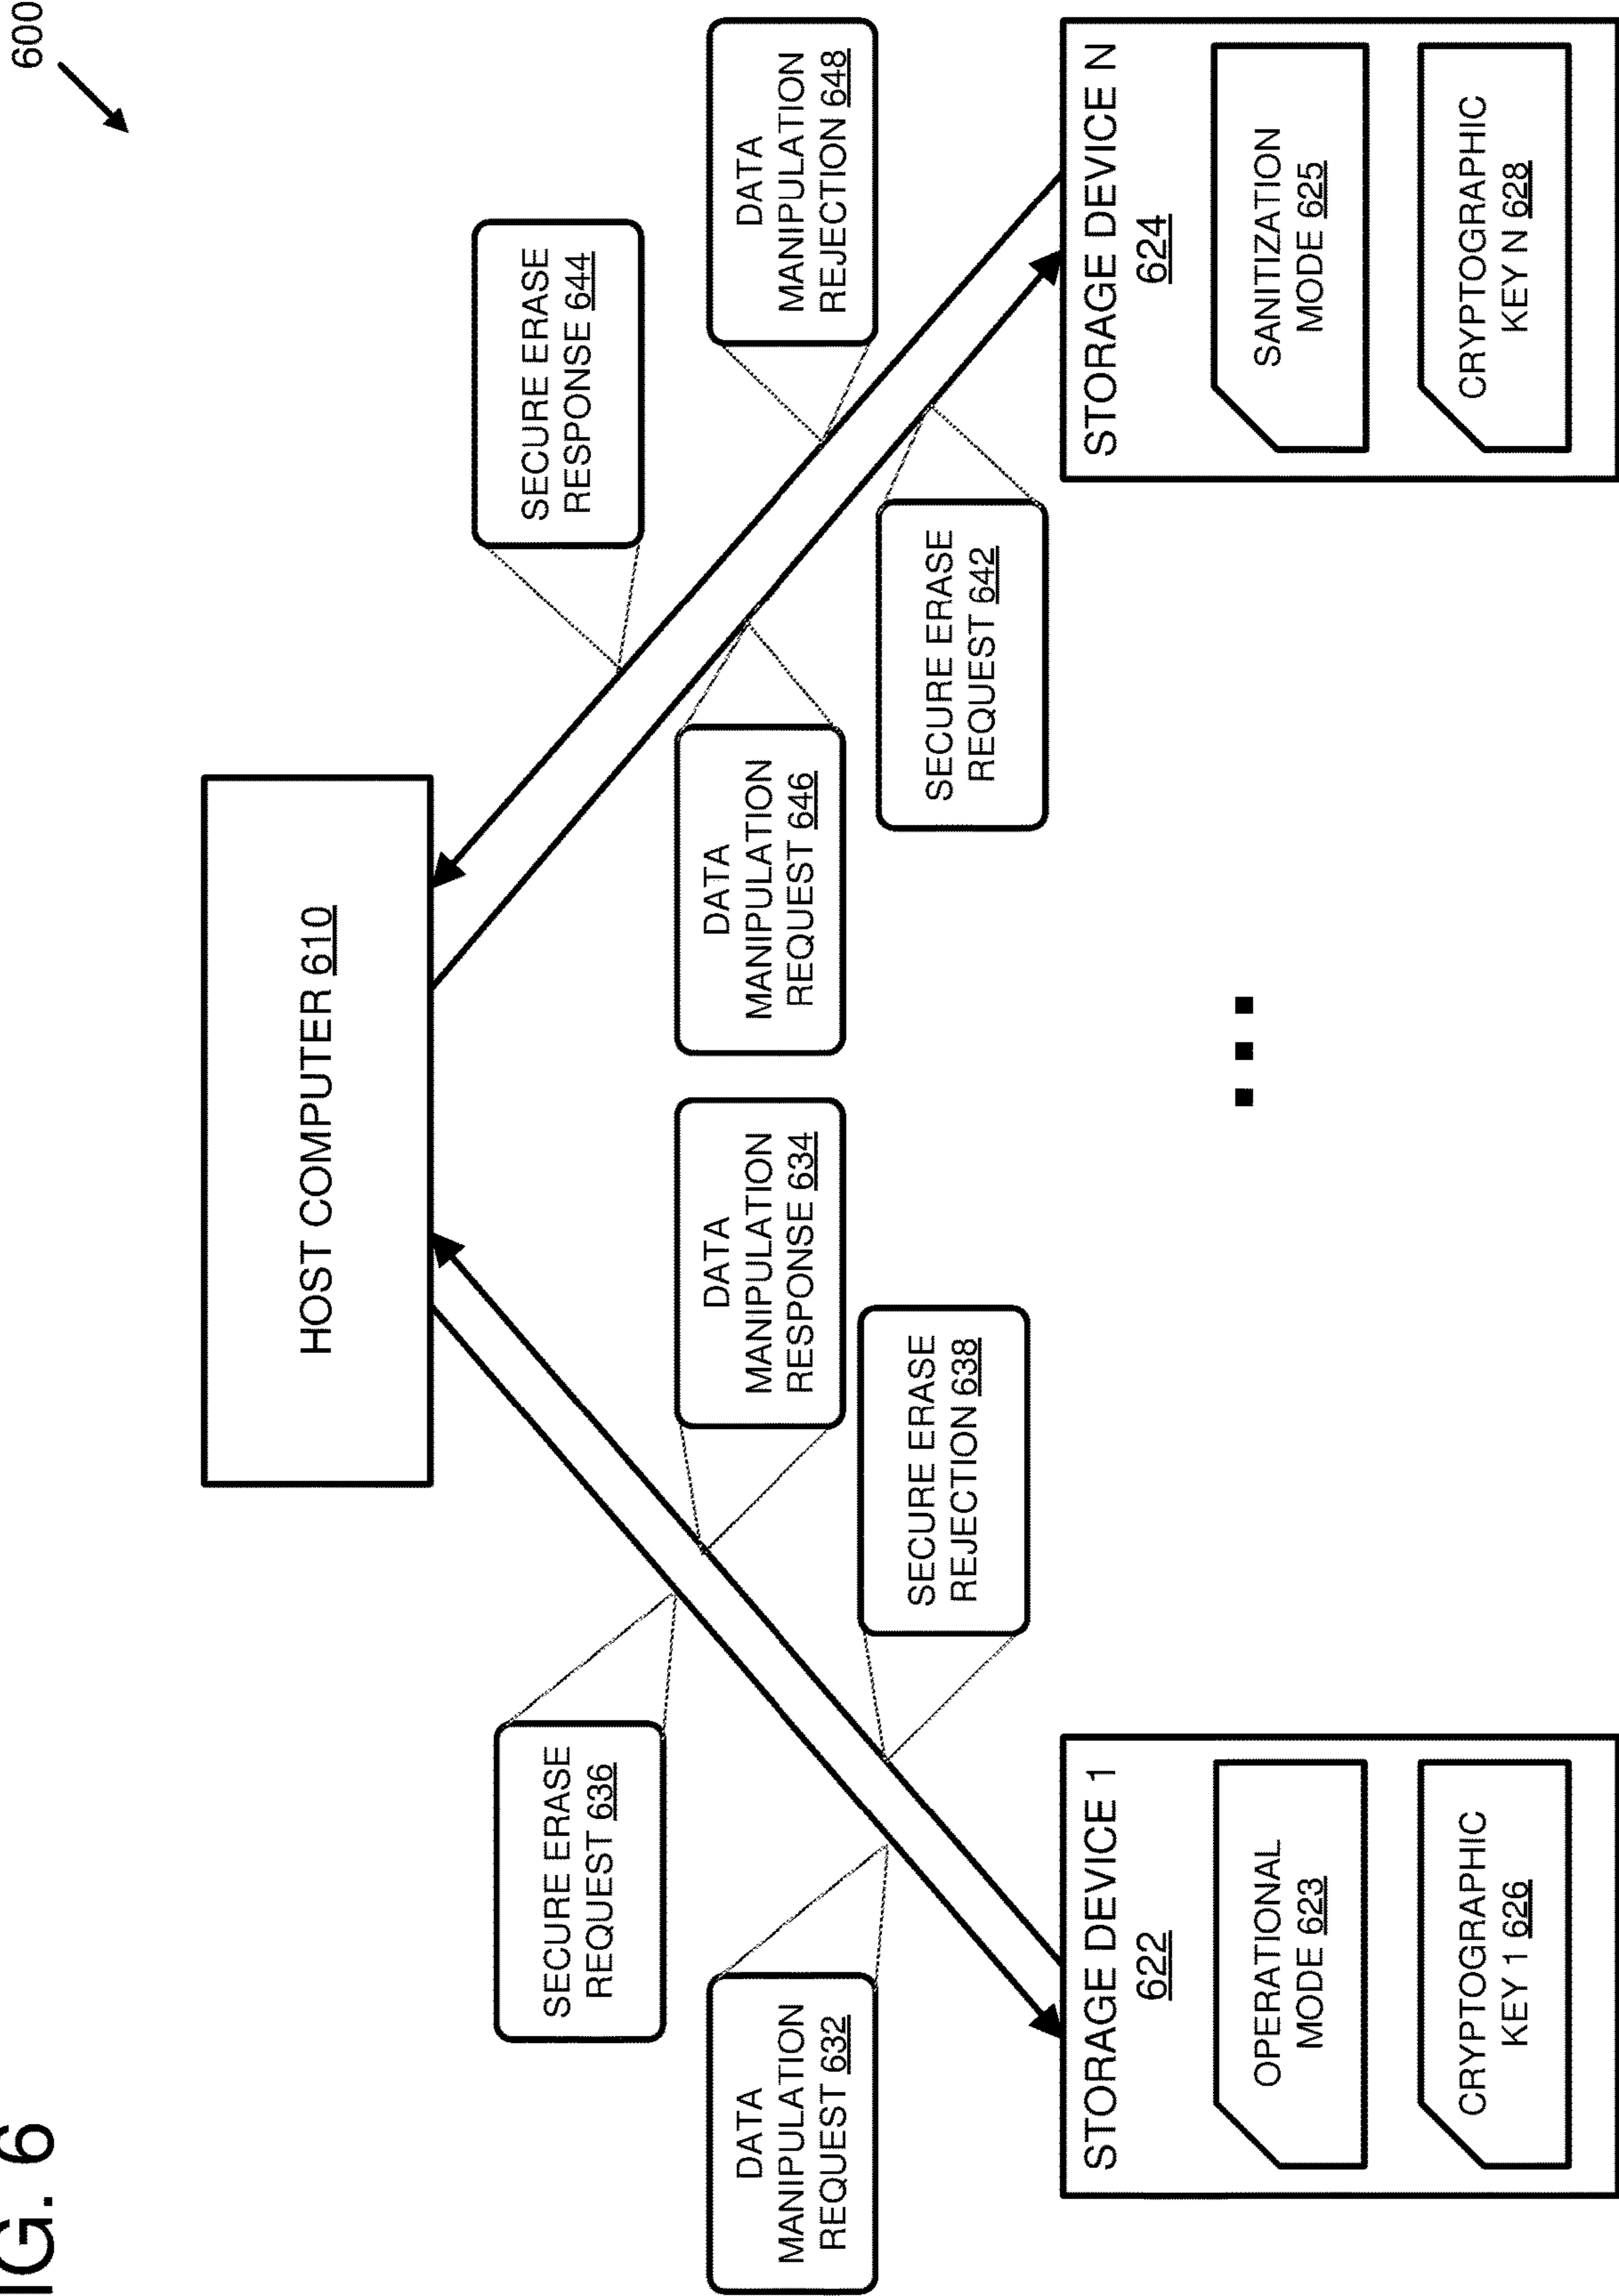 600
HOST COMPUTER 610
SECURE ERASE
RESPONSE 644
SECURE ERASE
REQUEST 636
DATA
MANIPULATION
REQUEST 632
DATA
MANIPULATION
RESPONSE 634
DATA
MANIPULATION
REQUEST 646
DATA
MANIPULATION
REJECTION 648
SECURE ERASE
REJECTION 638
SECURE ERASE
REQUEST 642
STORAGE DEVICE 1
622
OPERATIONAL
MODE 623
CRYPTOGRAPHIC
KEY 1 626
STORAGE DEVICE N
624
SANITIZATION
MODE 625
CRYPTOGRAPHIC
KEY N 628
IG. 6